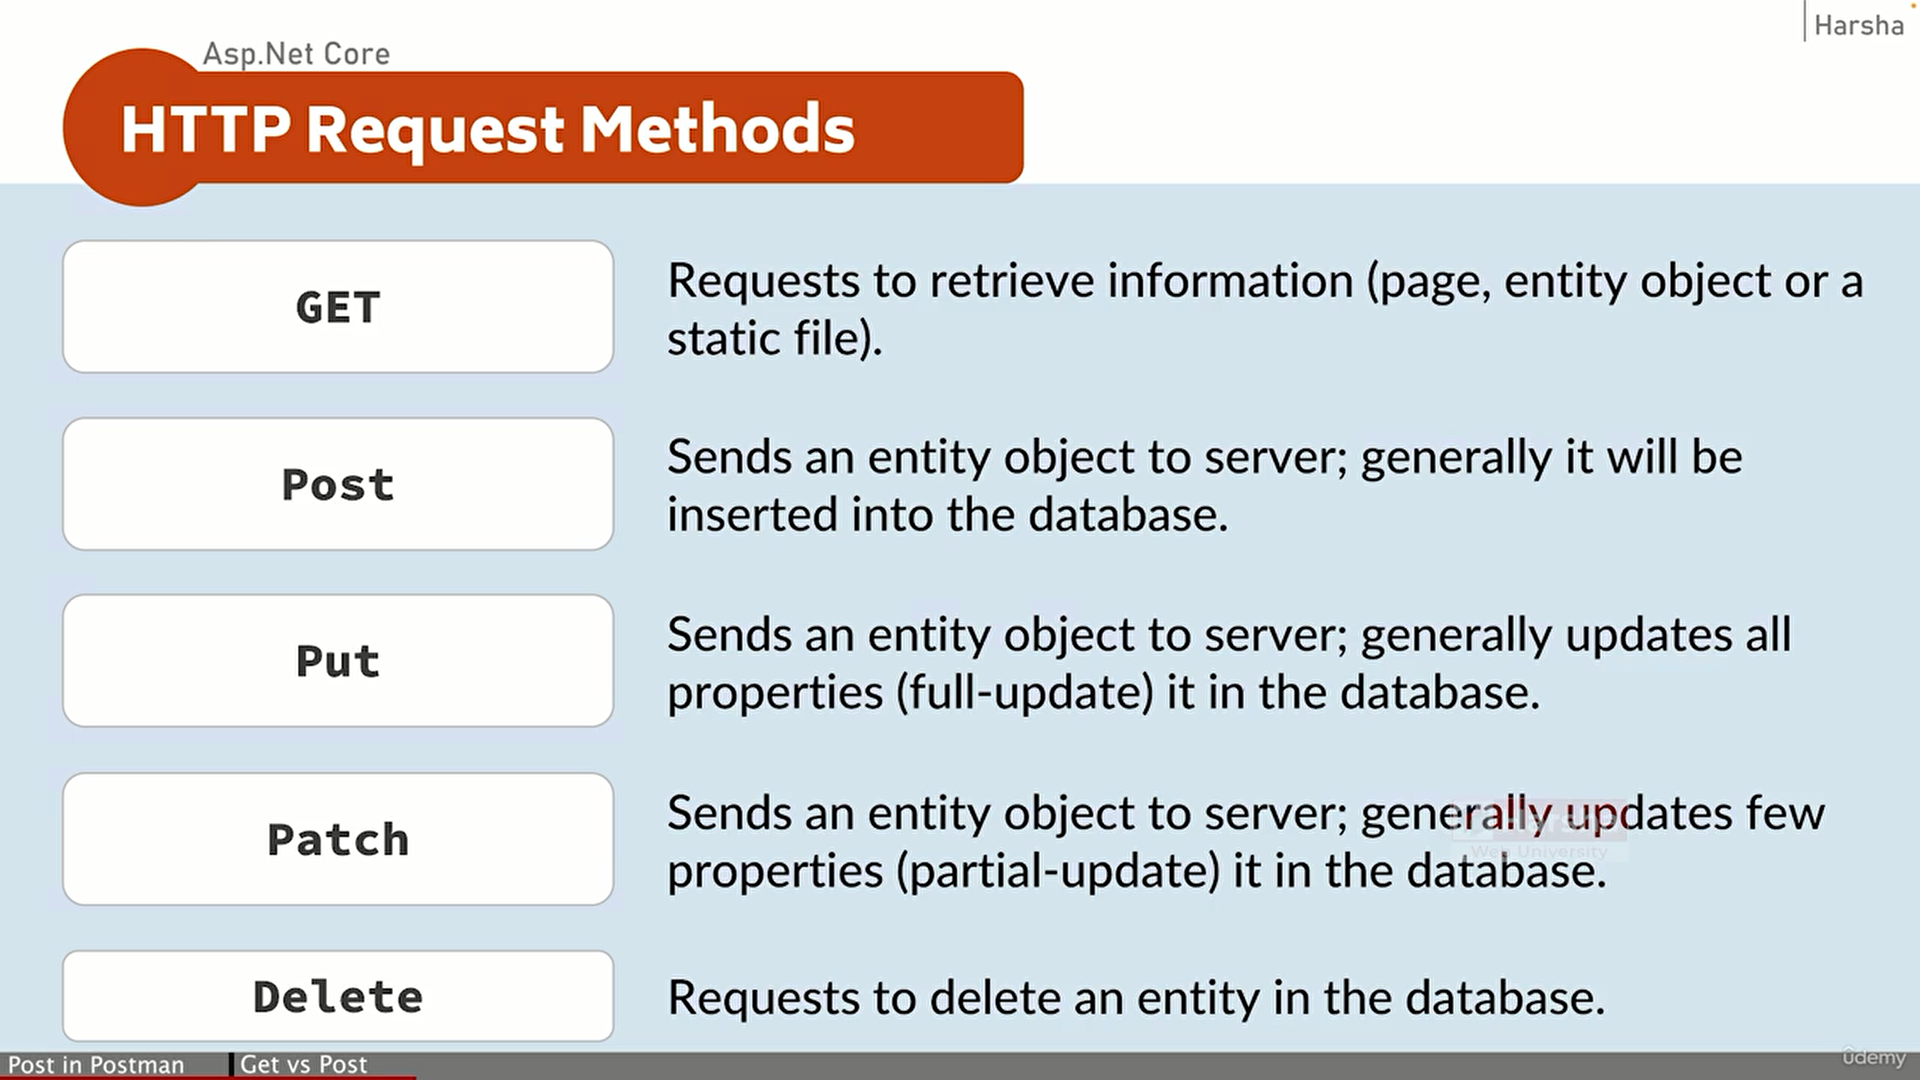 Harsha
Asp.Net Core
HTTP Request Methods
GET
Requests to retrieve information (page, entity object or a
static file).
Post
Sends an entity object to server; generally it will be
inserted into the database.
Put
Sends an entity object to server; generally updates all
properties (full-update) it in the database.
Patch
Sends an entity object to server; generally updates few
properties (partial-update) it in the database.
Harsha
Web University
Delete
Requests to delete an entity in the database.
Post in Postman
Get vs Post
ûdemy